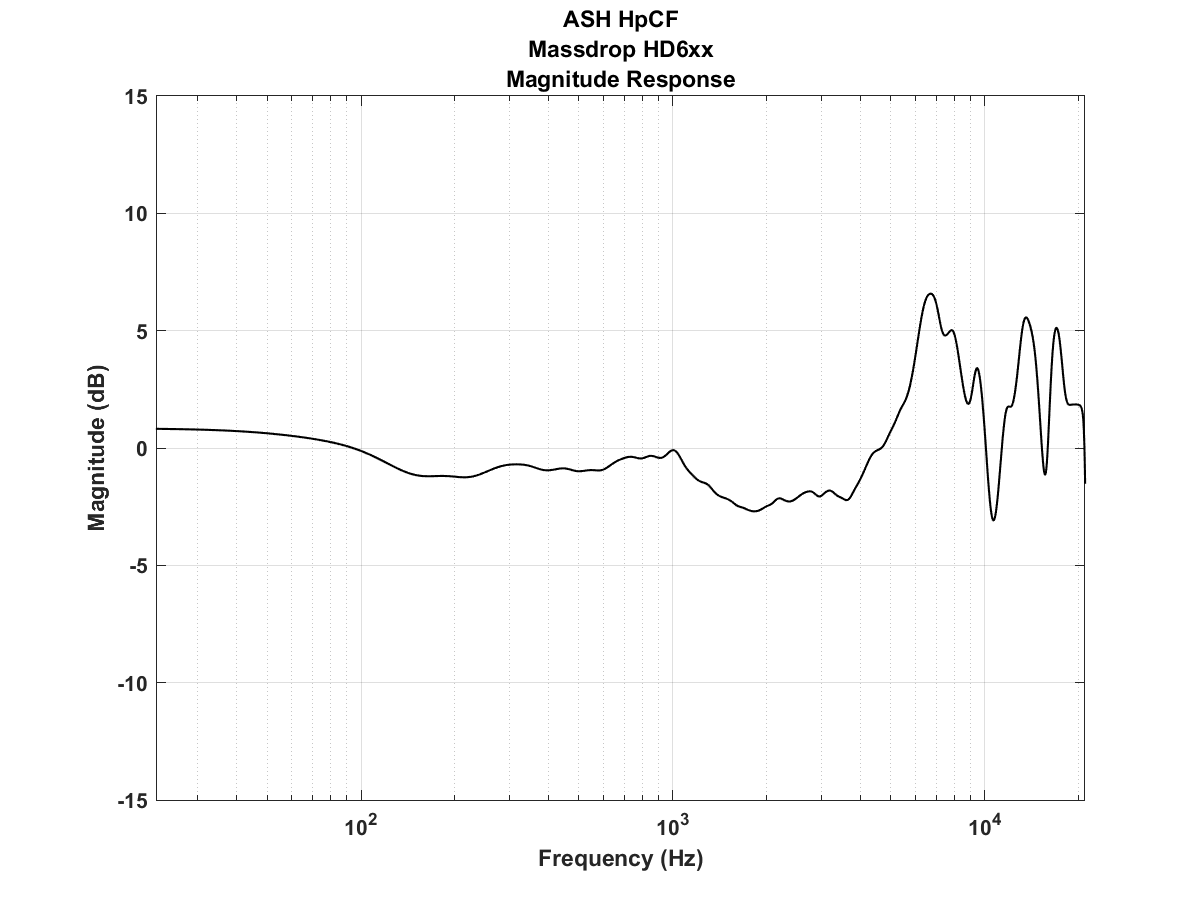 ASH HpCF
Massdrop HD6xx
Magnitude Response
15
10
5
0
-5
-10
-15
Magnitude (dB)
10²
10³
10⁴
Frequency (Hz)